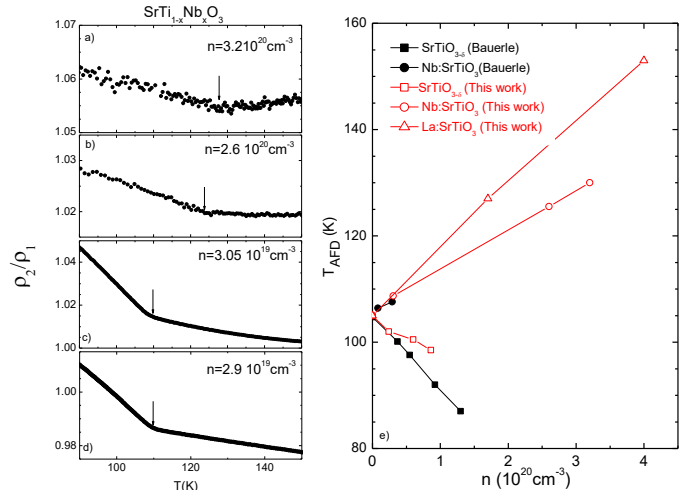 SrTi1-xNbxO3
a)
n=3.210^20cm^-3
1.07
1.06
1.05
b)
n=2.6 10^20cm^-3
1.03
1.02
c)
n=3.05 10^19cm^-3
1.04
1.02
1.00
d)
n=2.9 10^19cm^-3
1.00
0.98
100 120 140
T(K)
ρ2/ρ1
SrTiO3-δ (Bauerle)
Nb:SrTiO3(Bauerle)
SrTiO3-δ (This work)
Nb:SrTiO3 (This work)
La:SrTiO3 (This work)
160
140
120
100
80
TAFD (K)
e)
0 1 2 3 4
n (10^20cm^-3)